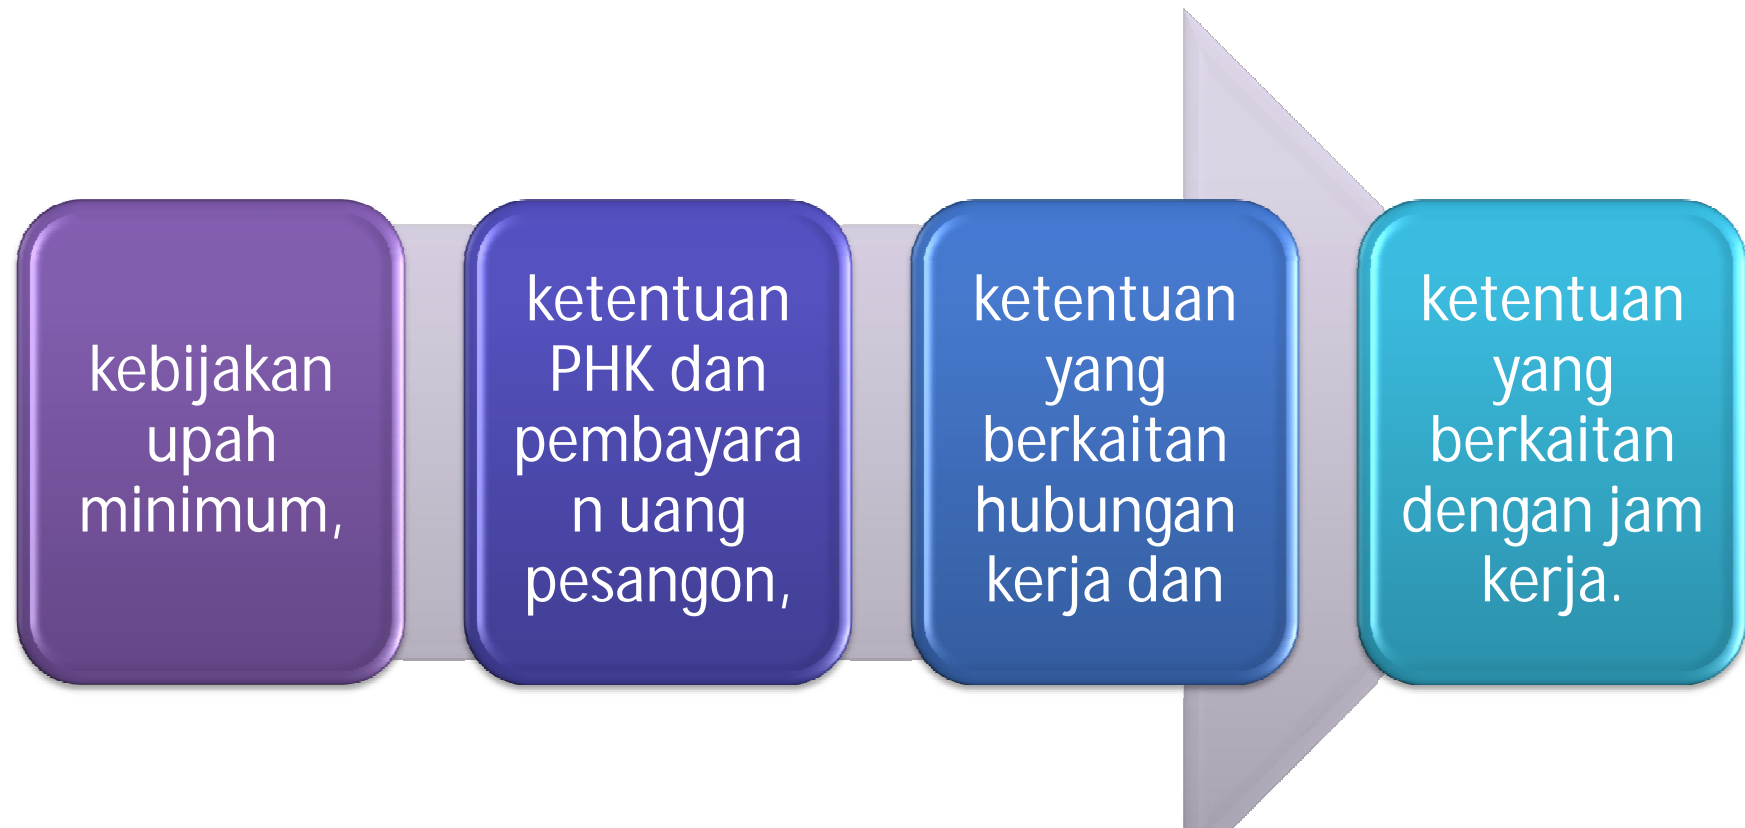 kebijakan
upah
minimum,
ketentuan
PHK dan
pembayara
n uang
pesangon,
ketentuan
yang
berkaitan
hubungan
kerja dan
ketentuan
yang
berkaitan
dengan jam
kerja.